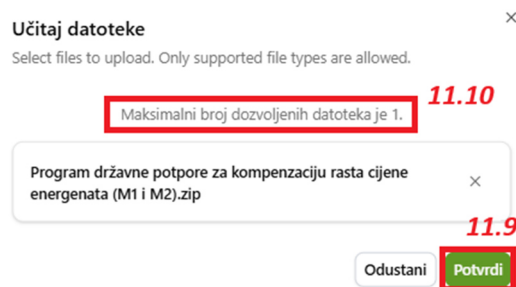 Učitaj datoteke
Select files to upload. Only supported file types are allowed.
11.10
Maksimalni broj dozvoljenih datoteka je 1.
Program državne potpore za kompenzaciju rasta cijene
energenata (M1 i M2).zip
11.9
Odustani Potvrdi